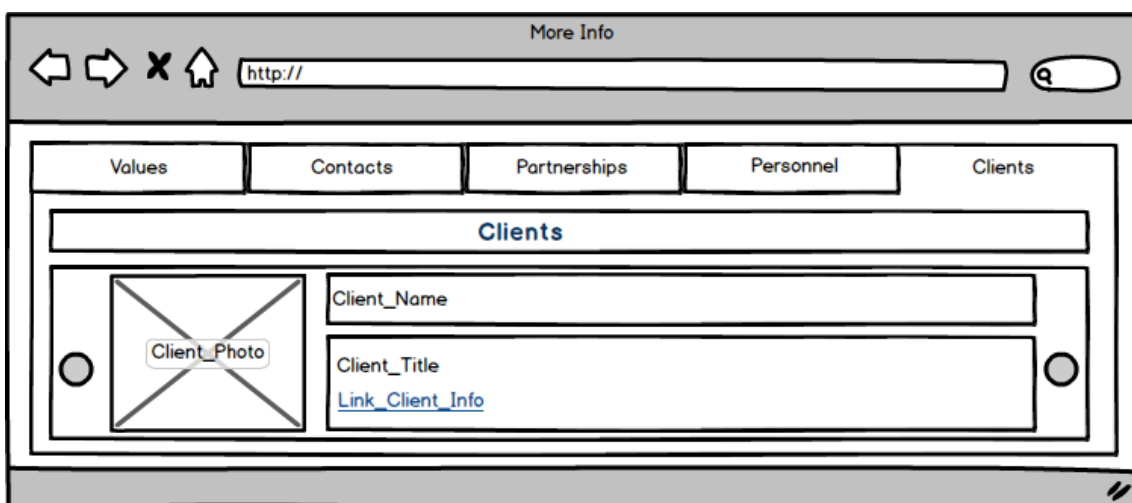 More Info
http://
Values Contacts Partnerships Personnel Clients
Clients
Client_Name
Client_Photo
Client_Title
Link_Client_Info